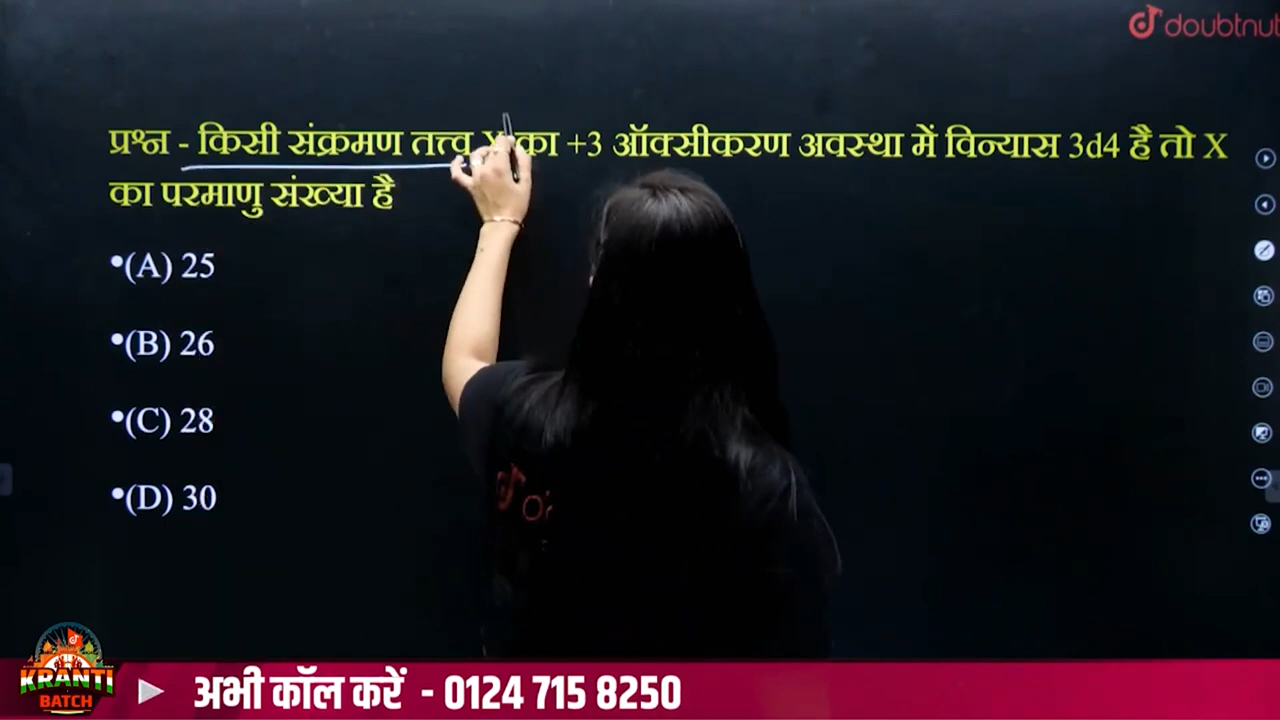 doubtnut
प्रश्न - किसी संक्रमण तत्त्व X का +3 ऑक्सीकरण अवस्था में विन्यास 3d4 है तो X
का परमाणु संख्या है
•(A) 25
•(B) 26
•(C) 28
•(D) 30
KRANTI
BATCH
अभी कॉल करें - 0124 715 8250